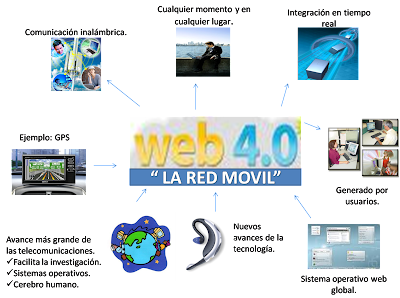 Cualquier momento y en
cualquier lugar.
Integración en tiempo
real
Comunicación inalámbrica.
Ejemplo: GPS
web 4.0
“ LA RED MOVIL”
Generado por
usuarios.
Avance más grande de
las telecomunicaciones.
✓Facilita la investigación.
✓Sistemas operativos.
✓Cerebro humano.
Nuevos
avances de la
tecnología.
Sistema operativo web
global.